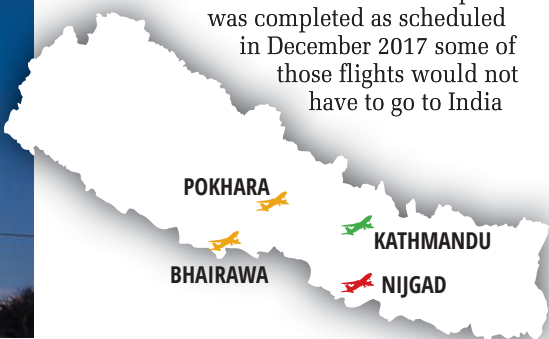 was completed as scheduled
in December 2017 some of
those flights would not
have to go to India
POKHARA
KATHMANDU
BHAIRAWA
NIJGAD